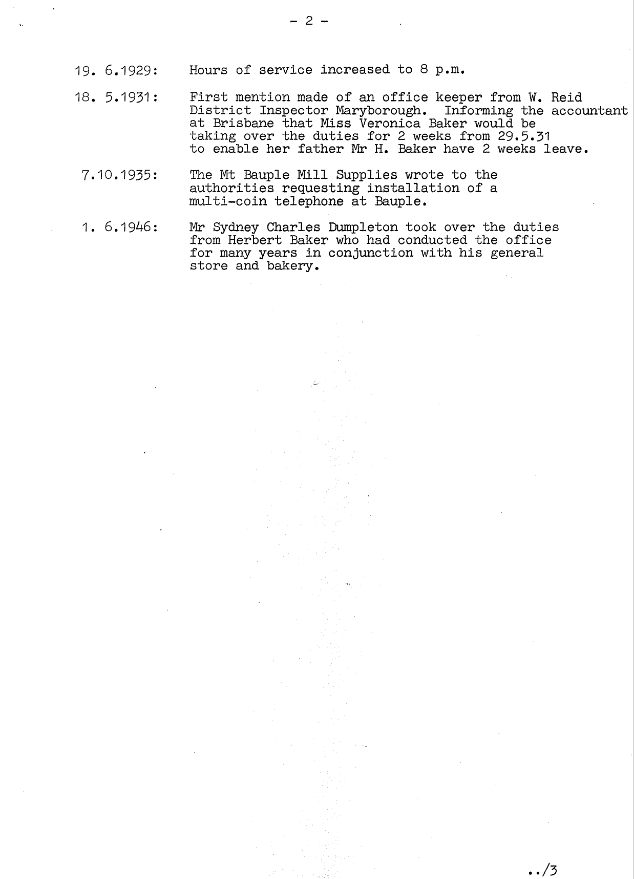 - 2 -
19. 6.1929: Hours of service increased to 8 p.m.
18. 5.1931: First mention made of an office keeper from W. Reid
District Inspector Maryborough. Informing the accountant
at Brisbane that Miss Veronica Baker would be
taking over the duties for 2 weeks from 29.5.31
to enable her father Mr H. Baker have 2 weeks leave.
7.10.1935: The Mt Bauple Mill Supplies wrote to the
authorities requesting installation of a
multi-coin telephone at Bauple.
1. 6.1946: Mr Sydney Charles Dumpleton took over the duties
from Herbert Baker who had conducted the office
for many years in conjunction with his general
store and bakery.
../3